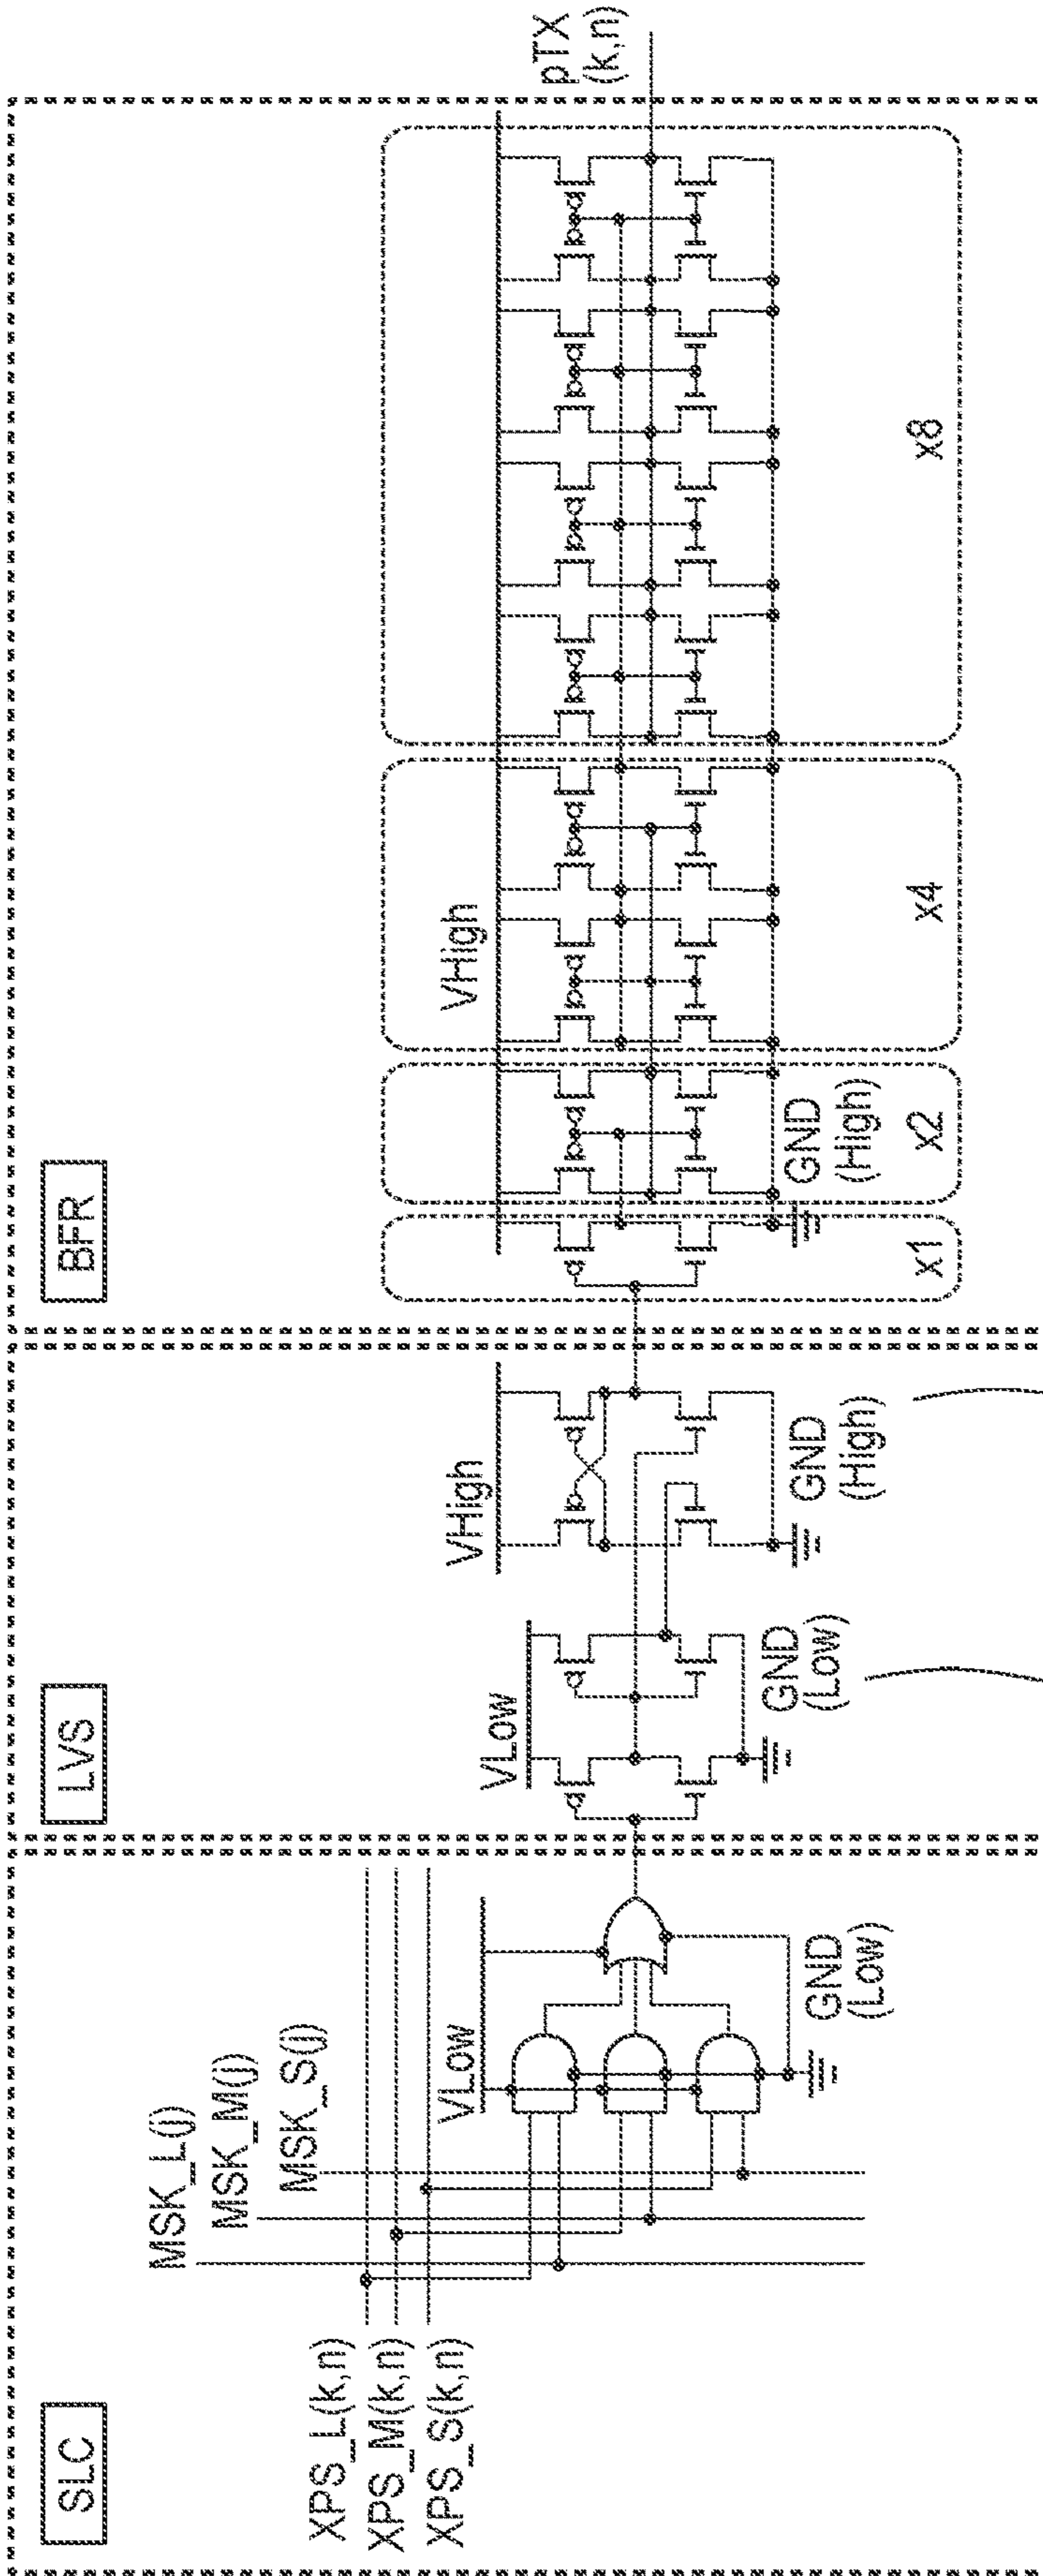 SLC
XPS_L(k,n)
XPS_M(k,n)
XPS_S(k,n)
MSK_L(j)
MSK_M(j)
MSK_S(j)
VLow
GND
(Low)
LVS
VLow
GND
(Low)
VHigh
GND
(High)
BFR
VHigh
GND
(High)
x1
x2
x4
x8
pTX
(k,n)